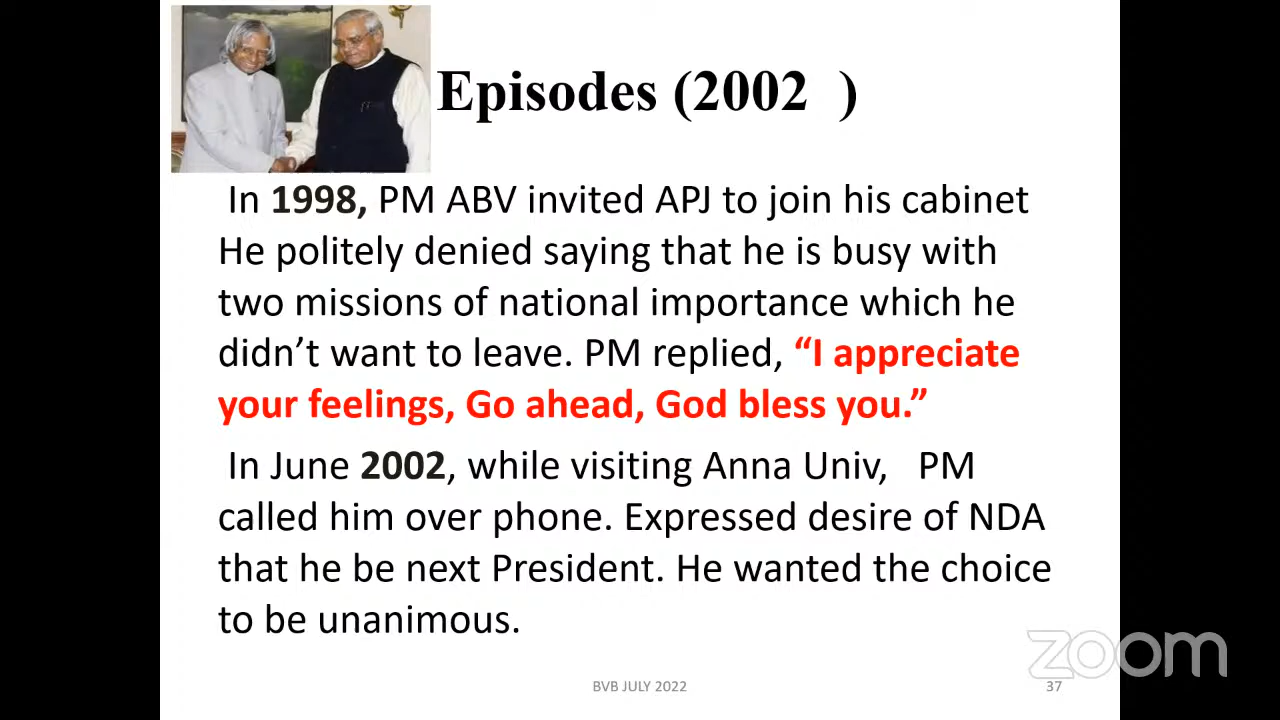 Episodes (2002 )
In 1998, PM ABV invited APJ to join his cabinet
He politely denied saying that he is busy with
two missions of national importance which he
didn’t want to leave. PM replied, “I appreciate
your feelings, Go ahead, God bless you.”
In June 2002, while visiting Anna Univ, PM
called him over phone. Expressed desire of NDA
that he be next President. He wanted the choice
to be unanimous.
zoom
BVB JULY 2022
37